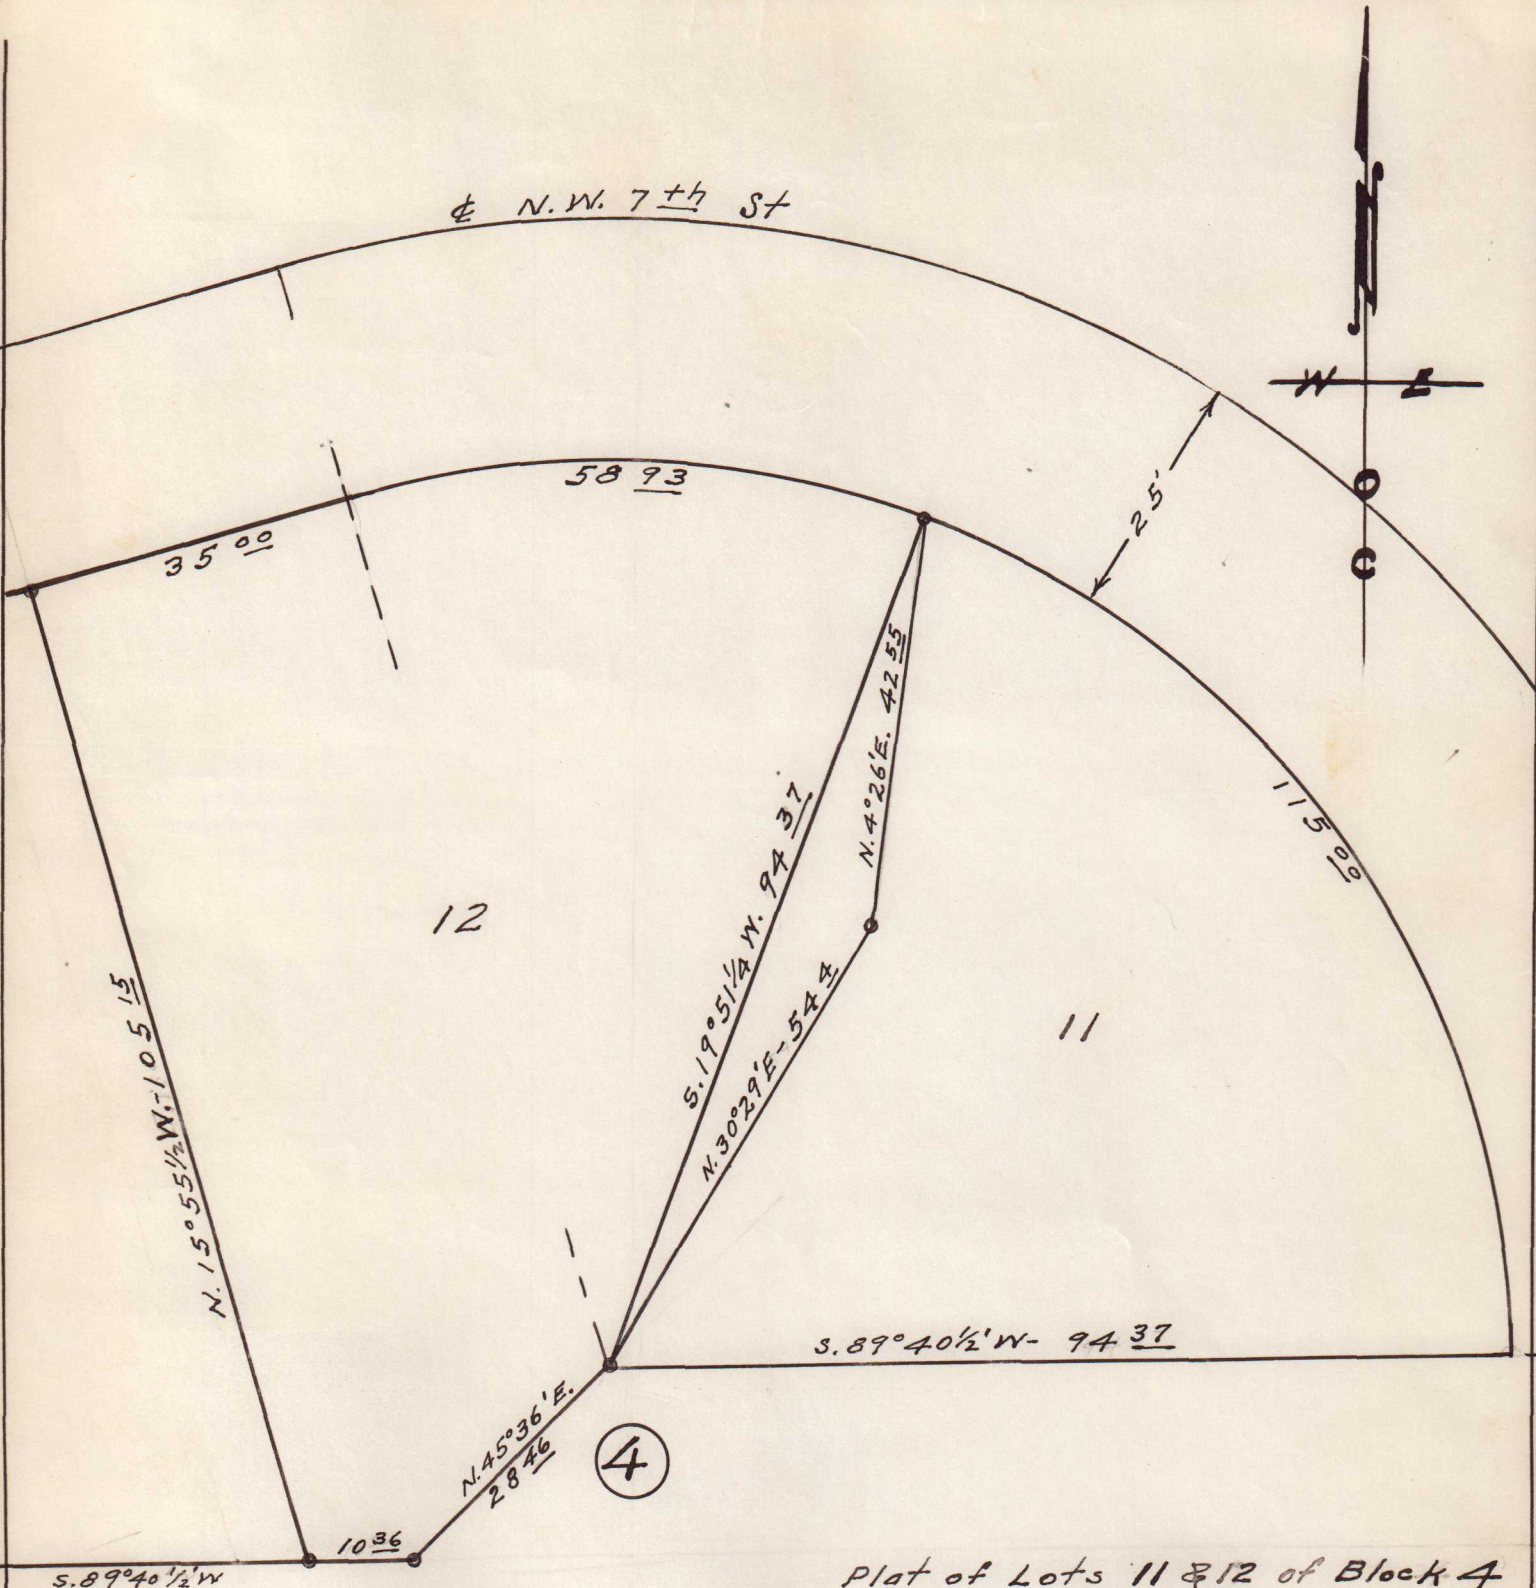 ℄ N.W. 7th St
W E
O
C
58 93
35 00
25'
N.4°26'E. 42 55
115 00
S.19°51¼ W. 94 37
12
N.30°29'E-54 4
11
N. 15°55½ W.-105 15
S.89°40½' W- 94 37
N.45°36'E.
28 46
4
10 36
S.89°40½'W
Plat of Lots 11 & 12 of Block 4